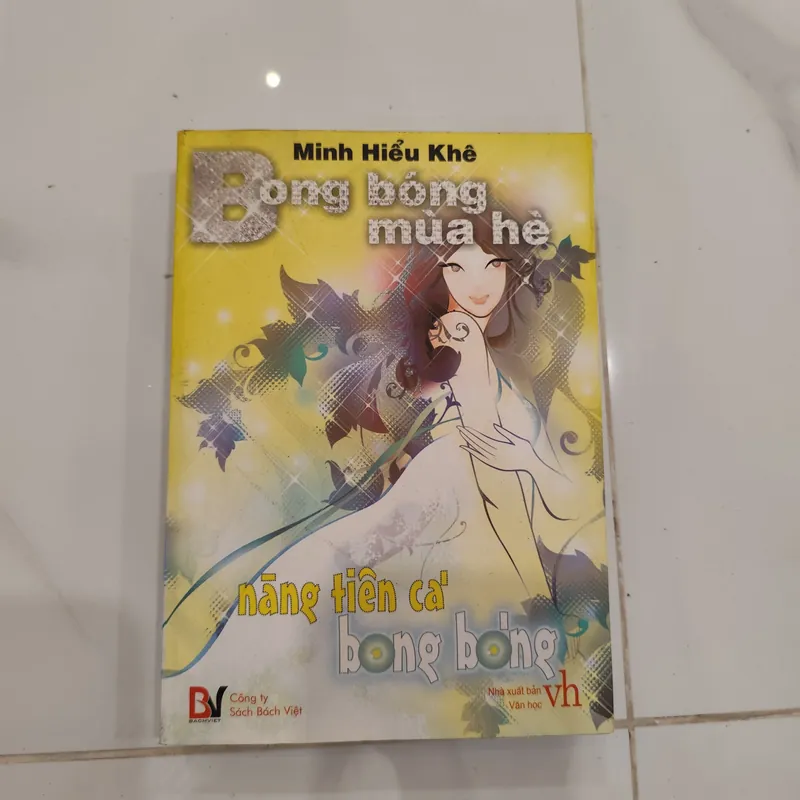 Minh Hiểu Khê
Bong bóng
mùa hè
nàng tiên cá
bong bóng
BV
BACHVIET
Công ty
Sách Bách Việt
Nhà xuất bản
Văn học
vh